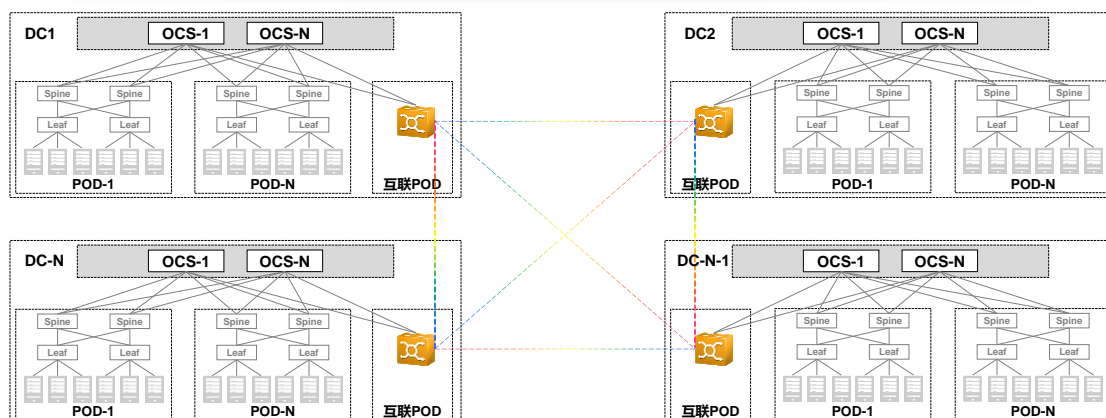 DC1 OCS-1 OCS-N
Spine Spine Spine Spine
Leaf Leaf Leaf Leaf
POD-1 POD-N 互联POD
DC2 OCS-1 OCS-N
Spine Spine Spine Spine
Leaf Leaf Leaf Leaf
互联POD POD-1 POD-N
DC-N OCS-1 OCS-N
Spine Spine Spine Spine
Leaf Leaf Leaf Leaf
POD-1 POD-N 互联POD
DC-N-1 OCS-1 OCS-N
Spine Spine Spine Spine
Leaf Leaf Leaf Leaf
互联POD POD-1 POD-N